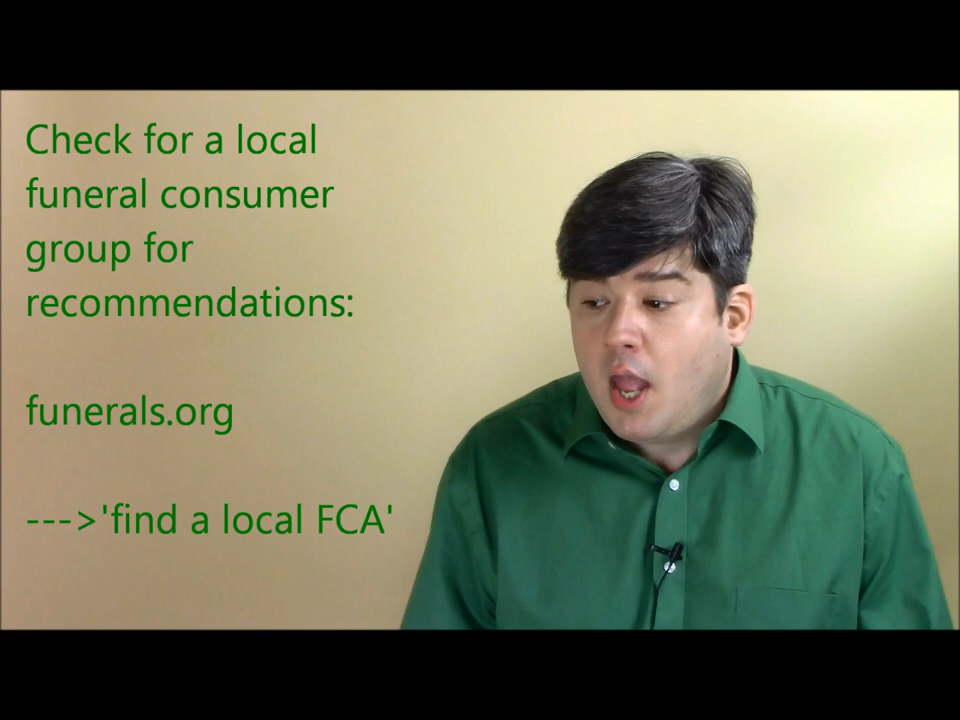 Check for a local
funeral consumer
group for
recommendations:
funerals.org
--->'find a local FCA'